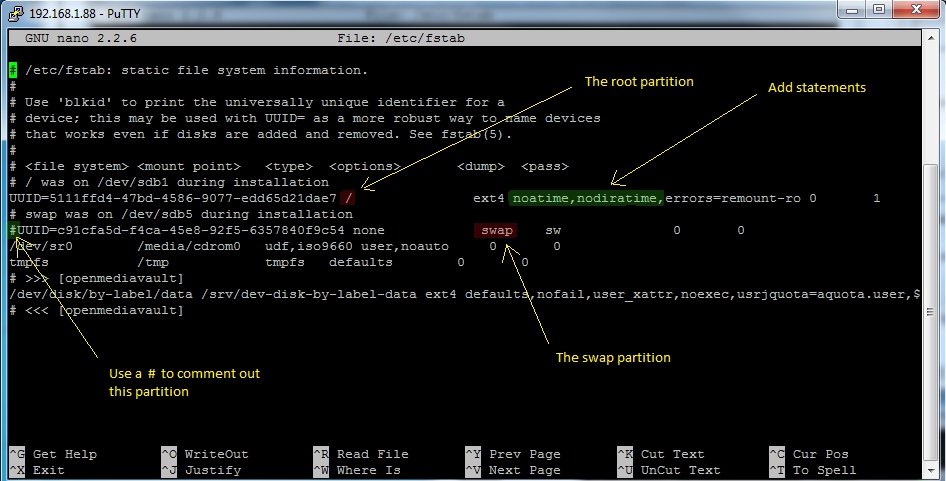 192.168.1.88 - PuTTY
GNU nano 2.2.6 File: /etc/fstab
# /etc/fstab: static file system information.
#
# Use 'blkid' to print the universally unique identifier for a
# device; this may be used with UUID= as a more robust way to name devices
# that works even if disks are added and removed. See fstab(5).
#
# <file system> <mount point> <type> <options> <dump> <pass>
# / was on /dev/sdb1 during installation
UUID=5111ffd4-47bd-4586-9077-edd65d21dae7 / ext4 noatime,nodiratime,errors=remount-ro 0 1
# swap was on /dev/sdb5 during installation
#UUID=c91cfa5d-f4ca-45e8-92f5-6357840f9c54 none swap sw 0 0
/dev/sr0 /media/cdrom0 udf,iso9660 user,noauto 0 0
tmpfs /tmp tmpfs defaults 0 0
# >>> [openmediavault]
/dev/disk/by-label/data /srv/dev-disk-by-label-data ext4 defaults,nofail,user_xattr,noexec,usrjquota=aquota.user,$
# <<< [openmediavault]
The root partition
Add statements
The swap partition
Use a # to comment out
this partition
^G Get Help ^O WriteOut ^R Read File ^Y Prev Page ^K Cut Text ^C Cur Pos
^X Exit ^J Justify ^W Where Is ^V Next Page ^U UnCut Text ^T To Spell